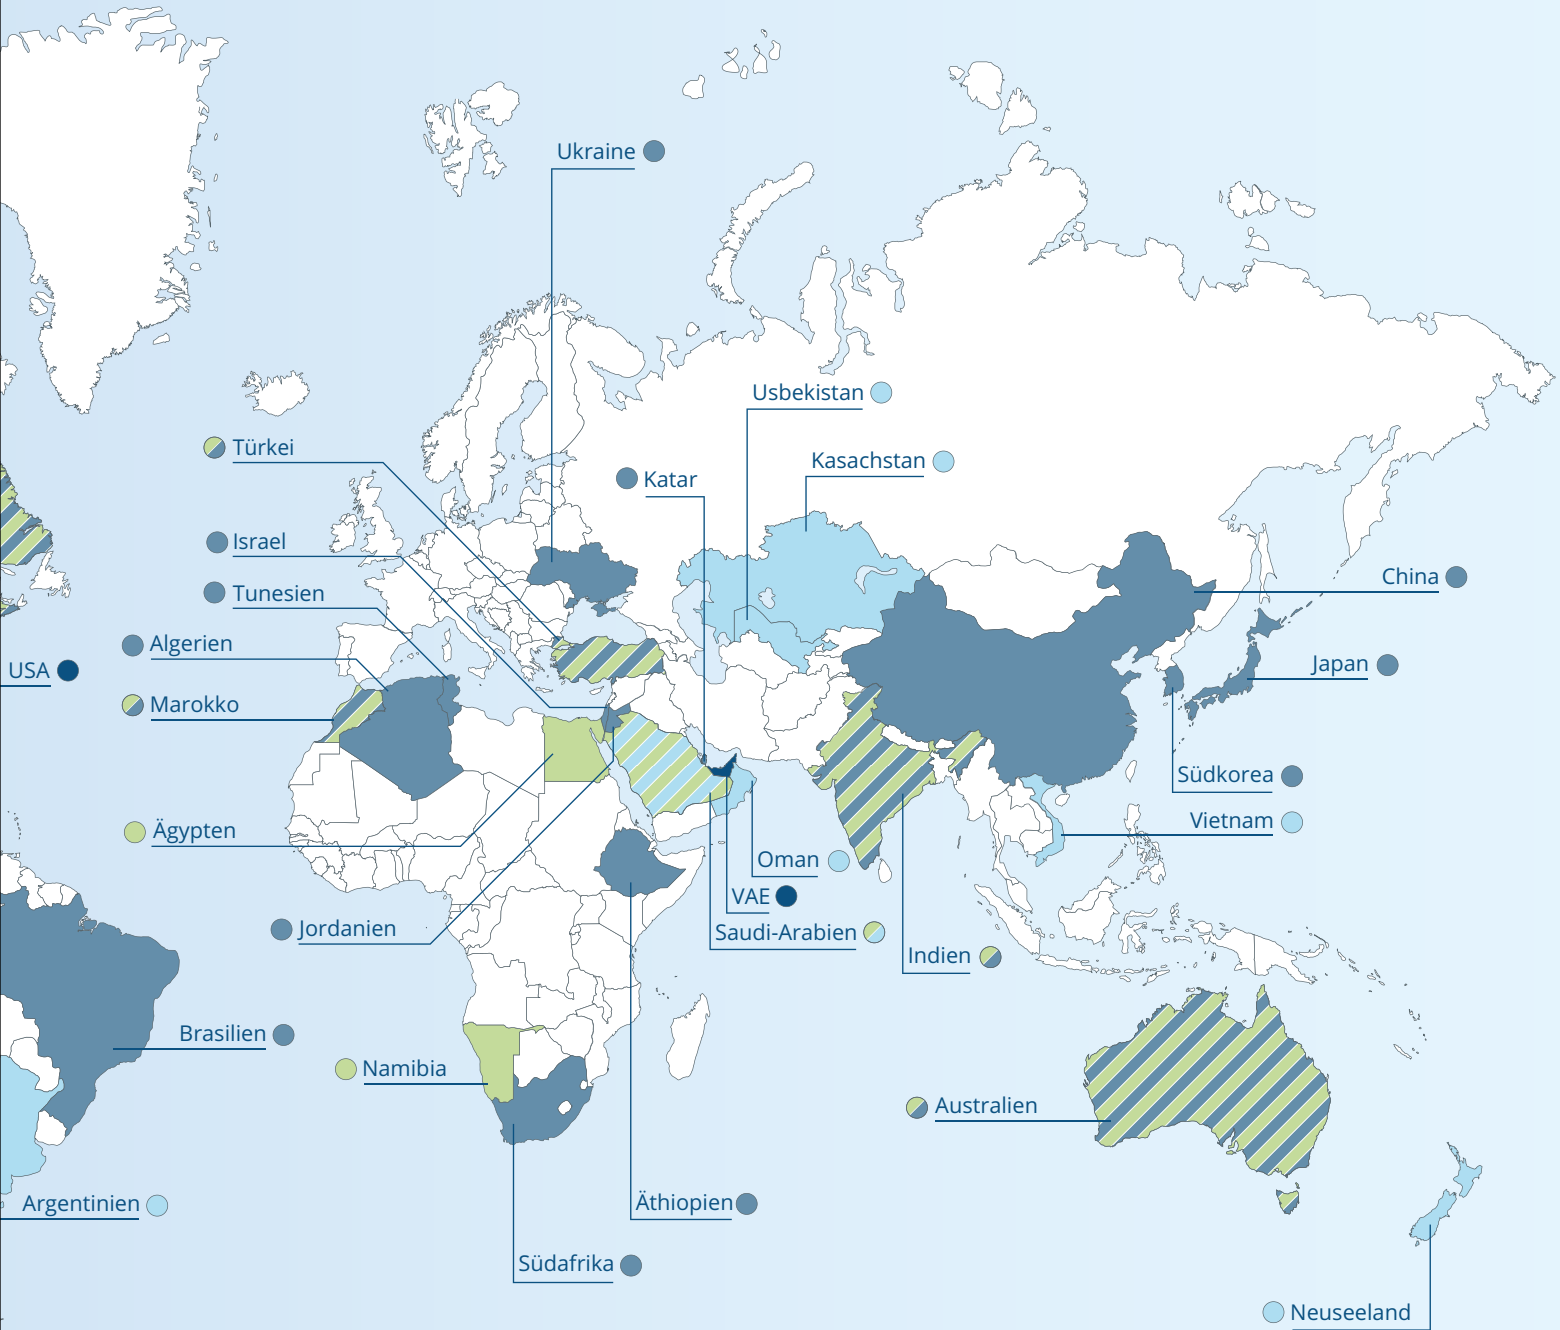 Ukraine
Usbekistan
Türkei
Kasachstan
Katar
Israel
China
Tunesien
Algerien
Japan
USA
Marokko
Südkorea
Vietnam
Ägypten
Oman
VAE
Jordanien
Saudi-Arabien
Indien
Brasilien
Namibia
Australien
Argentinien
Äthiopien
Südafrika
Neuseeland